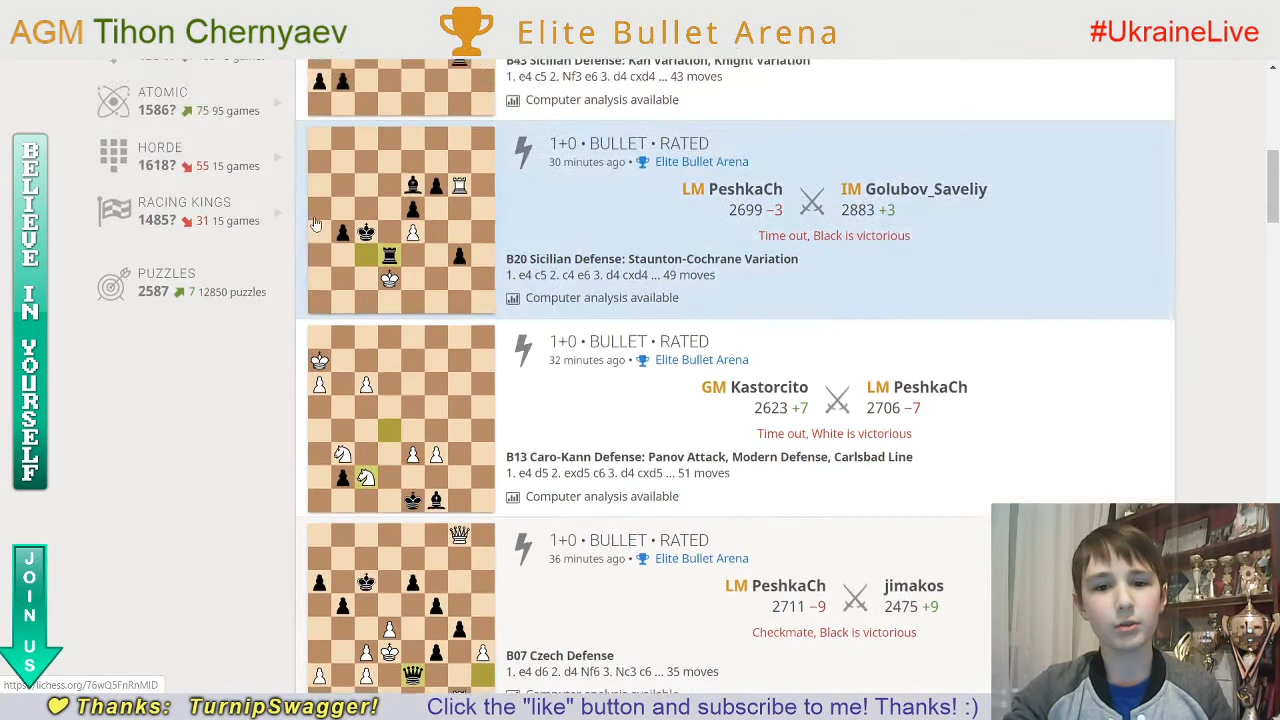 AGM Tihon Chernyaev
Elite Bullet Arena
#UkraineLive
ATOMIC
1586? 75 95 games
HORDE
1618? 55 15 games
RACING KINGS
1485? 31 15 games
PUZZLES
2587 7 12850 puzzles
BELIEVE IN YOURSELF
JOIN US
B43 Sicilian Defense: Kan Variation, Knight Variation
1. e4 c5 2. Nf3 e6 3. d4 cxd4 ... 43 moves
Computer analysis available
1+0 • BULLET • RATED
30 minutes ago • Elite Bullet Arena
LM PeshkaCh IM Golubov_Saveliy
2699 −3 2883 +3
Time out, Black is victorious
B20 Sicilian Defense: Staunton-Cochrane Variation
1. e4 c5 2. c4 e6 3. d4 cxd4 ... 49 moves
Computer analysis available
1+0 • BULLET • RATED
32 minutes ago • Elite Bullet Arena
GM Kastorcito LM PeshkaCh
2623 +7 2706 −7
Time out, White is victorious
B13 Caro-Kann Defense: Panov Attack, Modern Defense, Carlsbad Line
1. e4 d5 2. exd5 c6 3. d4 cxd5 ... 51 moves
Computer analysis available
1+0 • BULLET • RATED
36 minutes ago • Elite Bullet Arena
LM PeshkaCh jimakos
2711 −9 2475 +9
Checkmate, Black is victorious
B07 Czech Defense
1. e4 d6 2. d4 Nf6 3. Nc3 c6 ... 35 moves
https://lichess.org/76wQ5FnRnMID
Thanks: TurnipSwagger!
Click the "like" button and subscribe to me! Thanks! :)